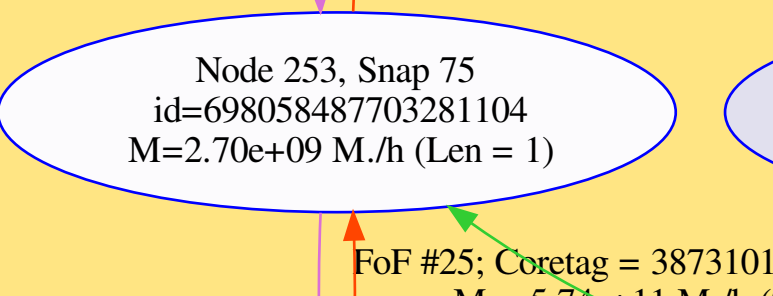 Node 253, Snap 75
id=698058487703281104
M=2.70e+09 M./h (Len = 1)
FoF #25; Coretag = 3873101